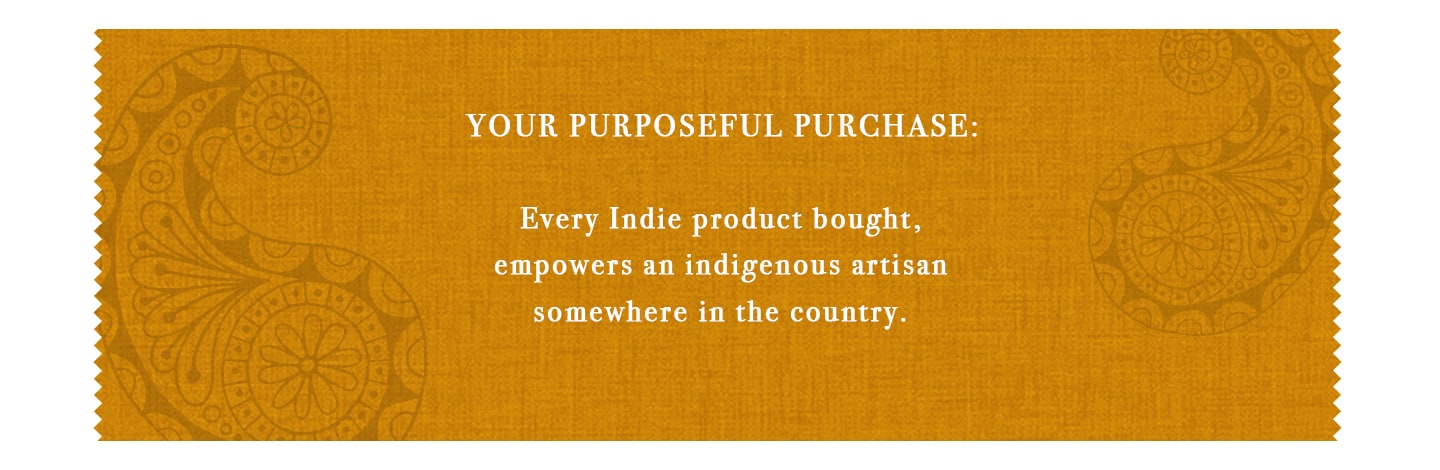 YOUR PURPOSEFUL PURCHASE:
Every Indie product bought,
empowers an indigenous artisan
somewhere in the country.